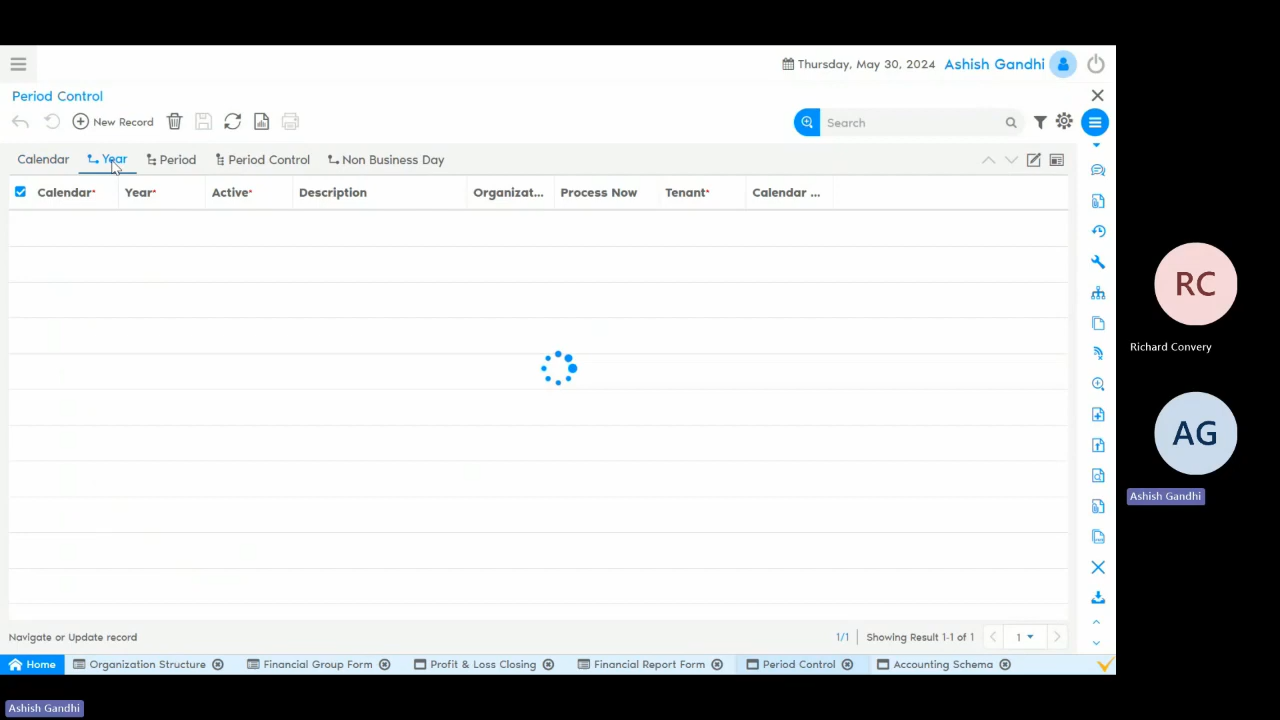 Thursday, May 30, 2024 Ashish Gandhi
Period Control
New Record Search
Calendar Year Period Period Control Non Business Day
Calendar* Year* Active* Description Organizat... Process Now Tenant* Calendar ...
RC
Richard Convery
AG
Ashish Gandhi
Navigate or Update record 1/1 Showing Result 1-1 of 1 1
Home Organization Structure Financial Group Form Profit & Loss Closing Financial Report Form Period Control Accounting Schema
Ashish Gandhi